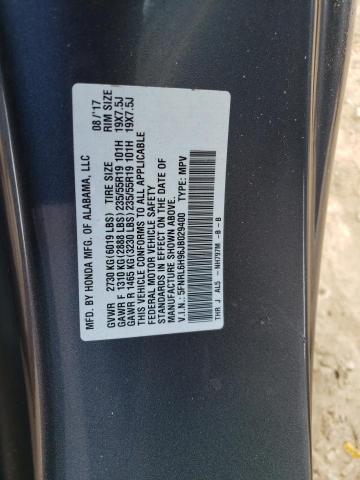 MFD. BY HONDA MFG. OF ALABAMA, LLC 08/'17
GVWR 2730 KG(6019 LBS) TIRE SIZE RIM SIZE
GAWR F 1310 KG(2888 LBS)235/55R19 101H 19X7.5J
GAWR R 1465 KG(3230 LBS)235/55R19 101H 19X7.5J
THIS VEHICLE CONFORMS TO ALL APPLICABLE
FEDERAL MOTOR VEHICLE SAFETY
STANDARDS IN EFFECT ON THE DATE OF
MANUFACTURE SHOWN ABOVE.
5FNRL6H96JB029400 TYPE: MPV
THR J AL5 - NH797M -B -B